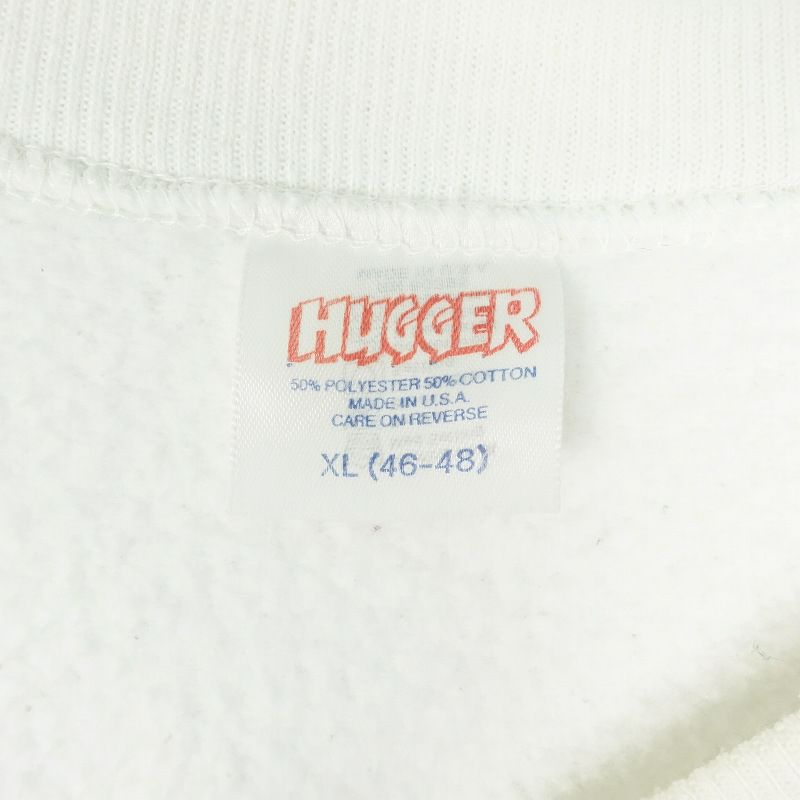 HUGGER
50% POLYESTER 50% COTTON
MADE IN U.S.A.
CARE ON REVERSE
XL (46-48)